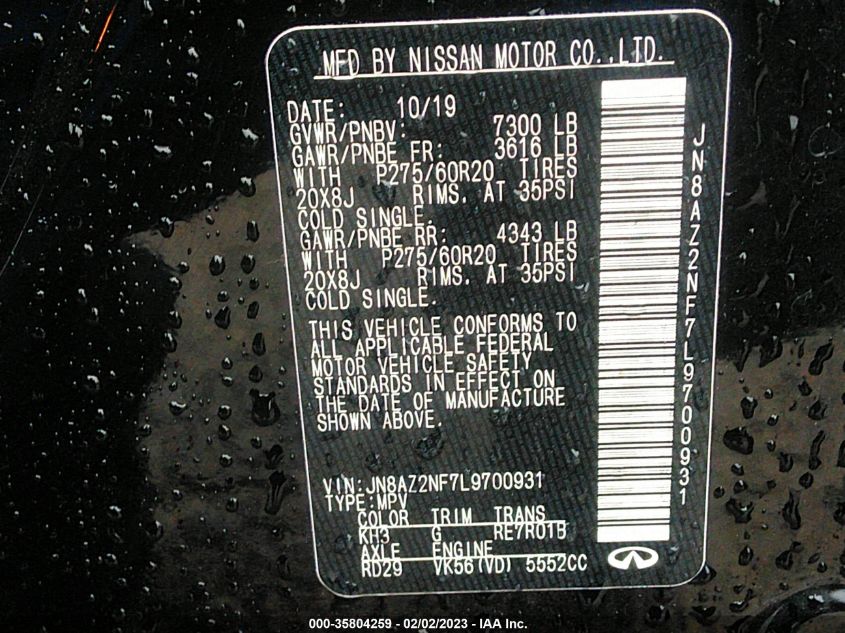 MFD BY NISSAN MOTOR CO.,LTD.
DATE: 10/19
GVWR/PNBV: 7300 LB
GAWR/PNBE FR: 3616 LB
WITH P275/60R20 TIRES
20X8J RIMS. AT 35PSI
COLD SINGLE.
GAWR/PNBE RR: 4343 LB
WITH P275/60R20 TIRES
20X8J RIMS. AT 35PSI
COLD SINGLE.
THIS VEHICLE CONFORMS TO
ALL APPLICABLE FEDERAL
MOTOR VEHICLE SAFETY
STANDARDS IN EFFECT ON
THE DATE OF MANUFACTURE
SHOWN ABOVE.
VIN:JN8AZ2NF7L9700931
TYPE:MPV
COLOR TRIM TRANS
KH3 G RE7R01B
AXLE ENGINE
RD29 VK56(VD) 5552CC
JN8AZ2NF7L9700931
000-35804259 - 02/02/2023 - IAA Inc.